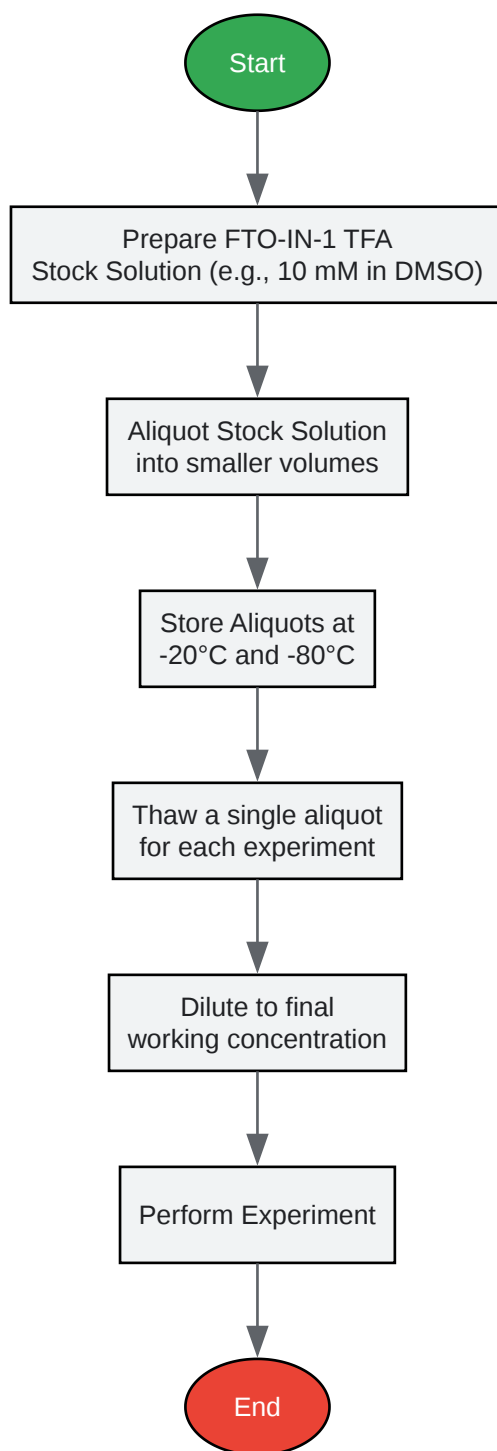 Start
Prepare FTO-IN-1 TFA
Stock Solution (e.g., 10 mM in DMSO)
Aliquot Stock Solution
into smaller volumes
Store Aliquots at
-20°C and -80°C
Thaw a single aliquot
for each experiment
Dilute to final
working concentration
Perform Experiment
End